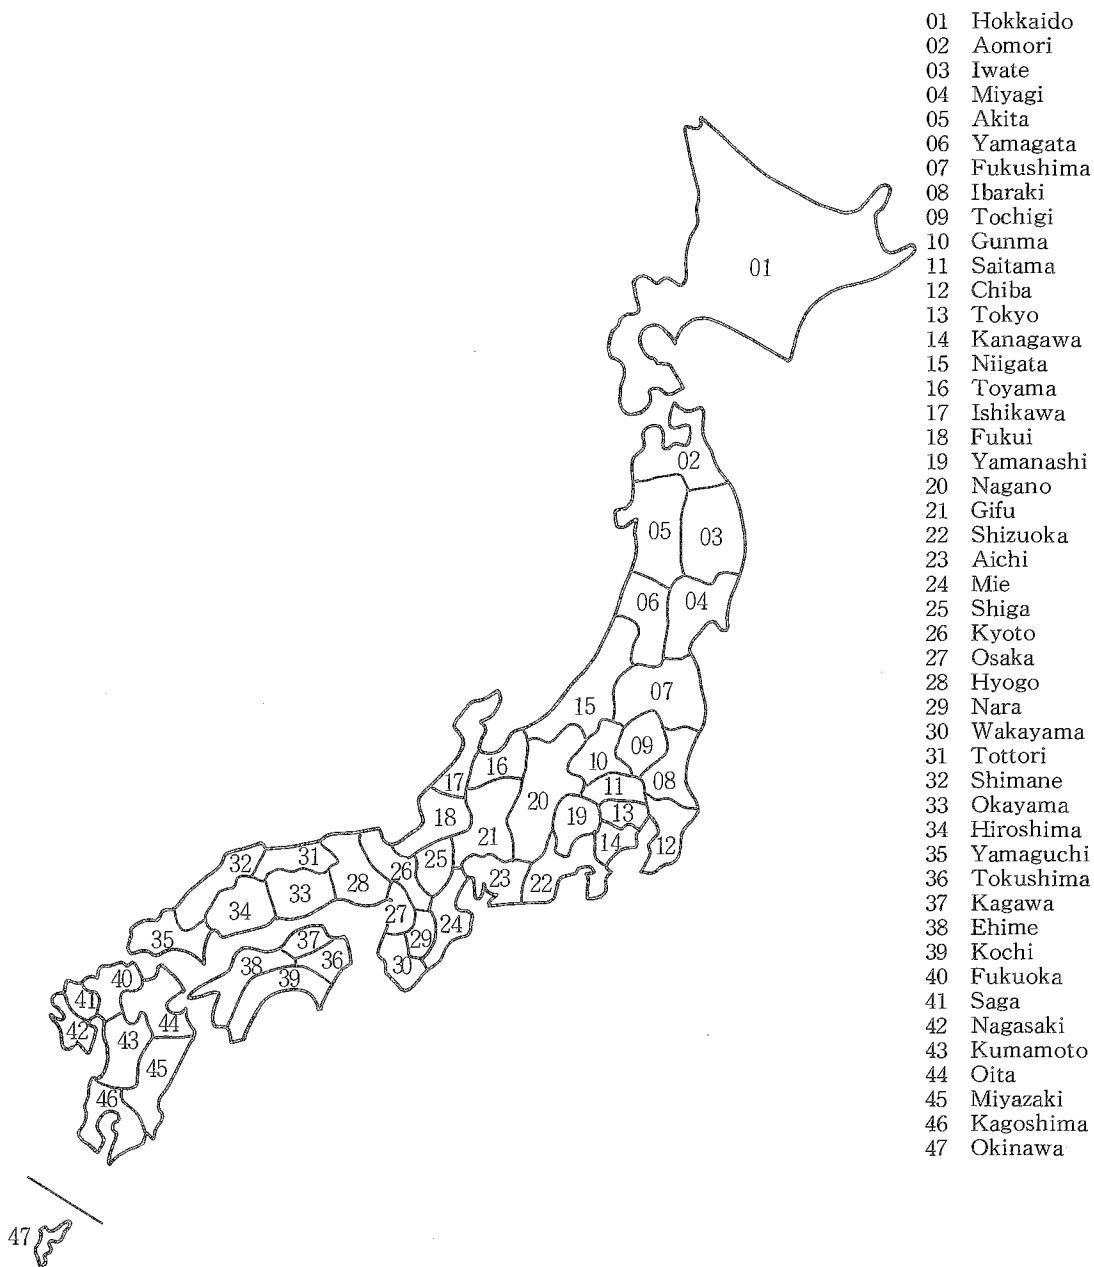 01 Hokkaido
02 Aomori
03 Iwate
04 Miyagi
05 Akita
06 Yamagata
07 Fukushima
08 Ibaraki
09 Tochigi
10 Gunma
11 Saitama
12 Chiba
13 Tokyo
14 Kanagawa
15 Niigata
16 Toyama
17 Ishikawa
18 Fukui
19 Yamanashi
20 Nagano
21 Gifu
22 Shizuoka
23 Aichi
24 Mie
25 Shiga
26 Kyoto
27 Osaka
28 Hyogo
29 Nara
30 Wakayama
31 Tottori
32 Shimane
33 Okayama
34 Hiroshima
35 Yamaguchi
36 Tokushima
37 Kagawa
38 Ehime
39 Kochi
40 Fukuoka
41 Saga
42 Nagasaki
43 Kumamoto
44 Oita
45 Miyazaki
46 Kagoshima
47 Okinawa
01
02
05
03
06
04
07
15
09
10
16
17
08
11
20
13
19
18
21
14
12
32
31
25
26
28
23
22
33
34
27
24
35
37
29
36
38
30
39
40
41
44
42
43
45
46
47